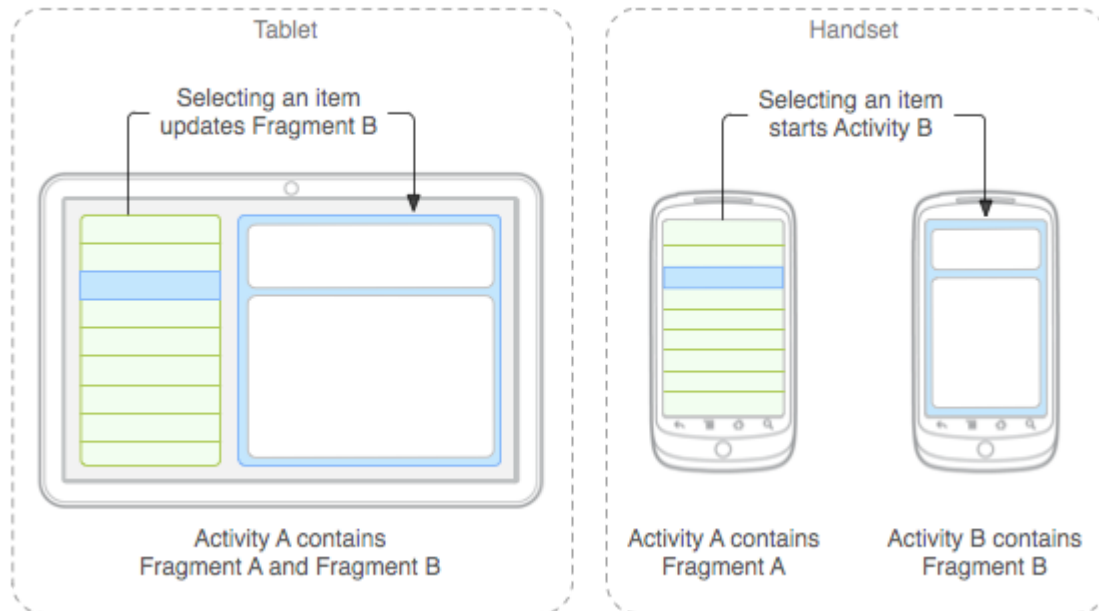 Tablet
Selecting an item
updates Fragment B
Activity A contains
Fragment A and Fragment B
Handset
Selecting an item
starts Activity B
Activity A contains
Fragment A
Activity B contains
Fragment B